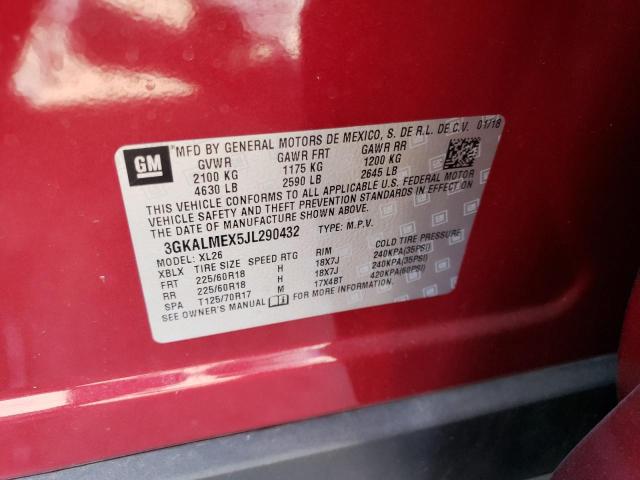 GM
MFD BY GENERAL MOTORS DE MEXICO, S. DE R.L. DE C.V. 01/18
GVWR GAWR FRT GAWR RR
2100 KG 1175 KG 1200 KG
4630 LB 2590 LB 2645 LB
THIS VEHICLE CONFORMS TO ALL APPLICABLE U.S. FEDERAL MOTOR
VEHICLE SAFETY AND THEFT PREVENTION STANDARDS IN EFFECT ON
THE DATE OF MANUFACTURE SHOWN ABOVE.
3GKALMEX5JL290432 TYPE: M.P.V.
MODEL: XL26
XBLX TIRE SIZE SPEED RTG RIM COLD TIRE PRESSURE
FRT 225/60R18 H 18X7J 240KPA(35PSI)
RR 225/60R18 H 18X7J 240KPA(35PSI)
SPA T125/70R17 M 17X4BT 420KPA(60PSI)
SEE OWNER'S MANUAL FOR MORE INFORMATION.